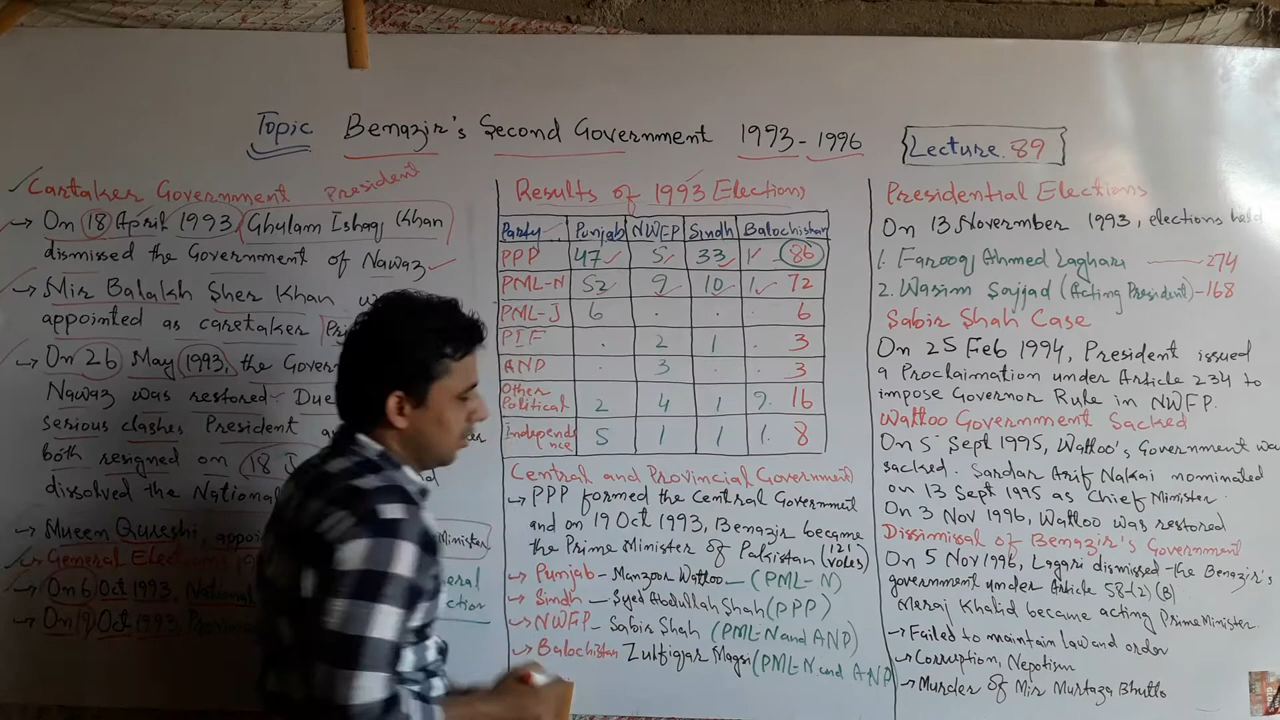 Topic Benazir's Second Government 1993-1996
Lecture 89
Cartaker Government President
→ On 18 April 1993 Ghulam Ishaq Khan
dismissed the Government of Nawaz
→ Mir Balakh Sher Khan
appointed as caretaker
→ On 26 May 1993, the
Nawaz was restored Due
serious clashes President
both resigned on 18
dissolved the National
→ Mueen Qureshi, Minister
General Elections
On 6 Oct 1993, National
→ On 9 Oct 1993,
Results of 1993 Elections
Party Punjab NWFP Sindh Balochistan
PPP 47 5 33 1 86
PML-N 52 9 10 1 72
PML-J 6 . . . 6
PIF . 2 1 . 3
AND . 3 . . 3
Other Political 2 4 1 9. 16
Independence 5 1 1 1. 8
Central and Provincial Government
→ PPP formed the Central Government
and on 19 Oct 1993, Benazir became
the Prime Minister of Pakistan (121 votes)
→ Punjab - Manzoor Wattoo - (PML-N)
→ Sindh - Syed Abdullah Shah (PPP)
→ NWFP - Sabir Shah (PML-N and ANP)
→ Balochistan Zulfiqar Magsi (PML-N and ANP)
Presidential Elections
On 13 Novermber 1993, elections held
1. Farooq Ahmed Laghari - 274
2. Wasim Sajjad (Acting President) - 168
Sabir Shah Case
On 25 Feb 1994, President issued
a Proclaimation under Article 234 to
impose Governor Rule in NWFP.
Wattoo Government Sacked
On 5 Sept 1995, Wattoo's Government was
sacked. Sardar Arif Nakai nominated
on 13 Sept 1995 as Chief Minister.
On 3 Nov 1996, Wattoo was restored
Dissimisal of Benazir's Government
On 5 Nov 1996, Lagari dismissed the Benazir's
government under Article 58-(2) (B)
Meraj Khalid became acting Prime Minister.
→ Failed to maintain law and order
→ Corruption, Nepotism
→ Murder of Mir Murtaza Bhutto